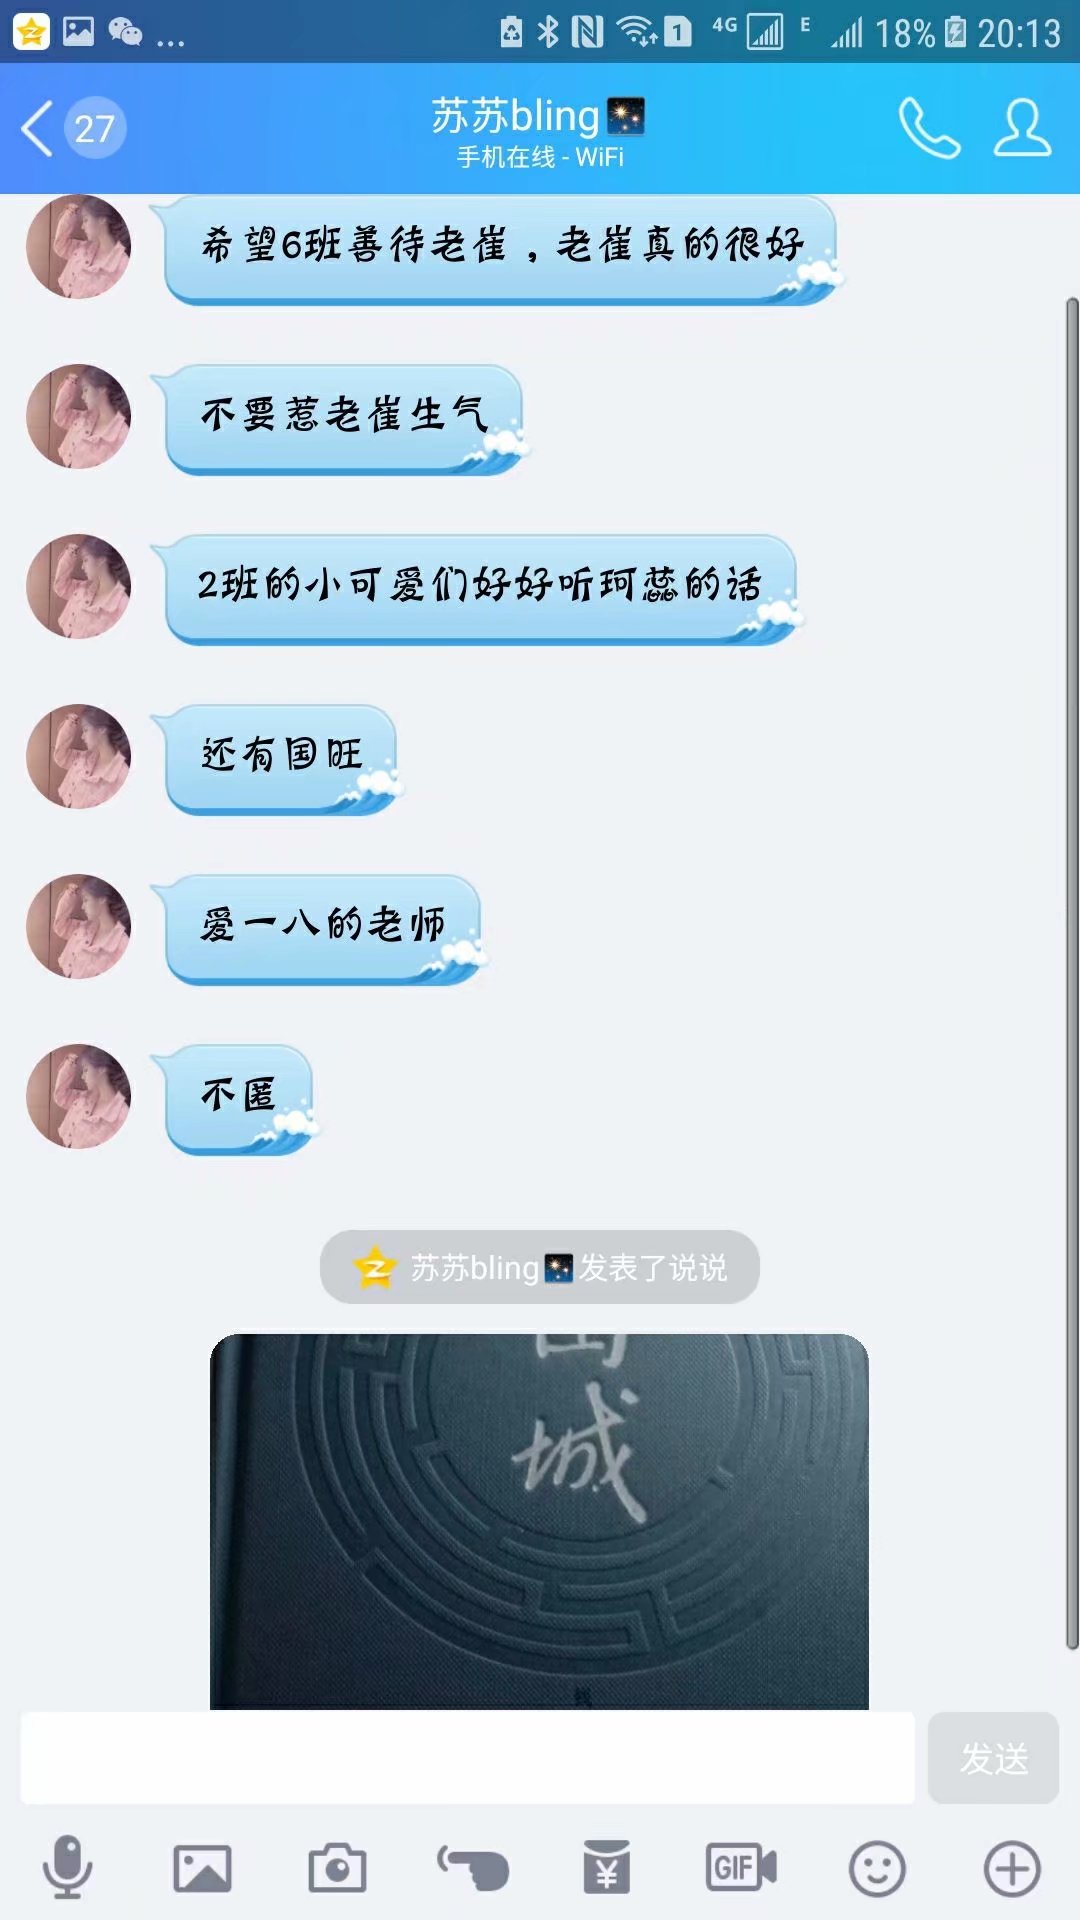 4G E 18% 20:13
27
苏苏bling
手机在线 - WiFi
希望6班善待老崔，老崔真的很好
不要惹老崔生气
2班的小可爱们好好听珂蕊的话
还有国旺
爱一八的老师
不匿
苏苏bling 发表了说说
城
发送
GIF